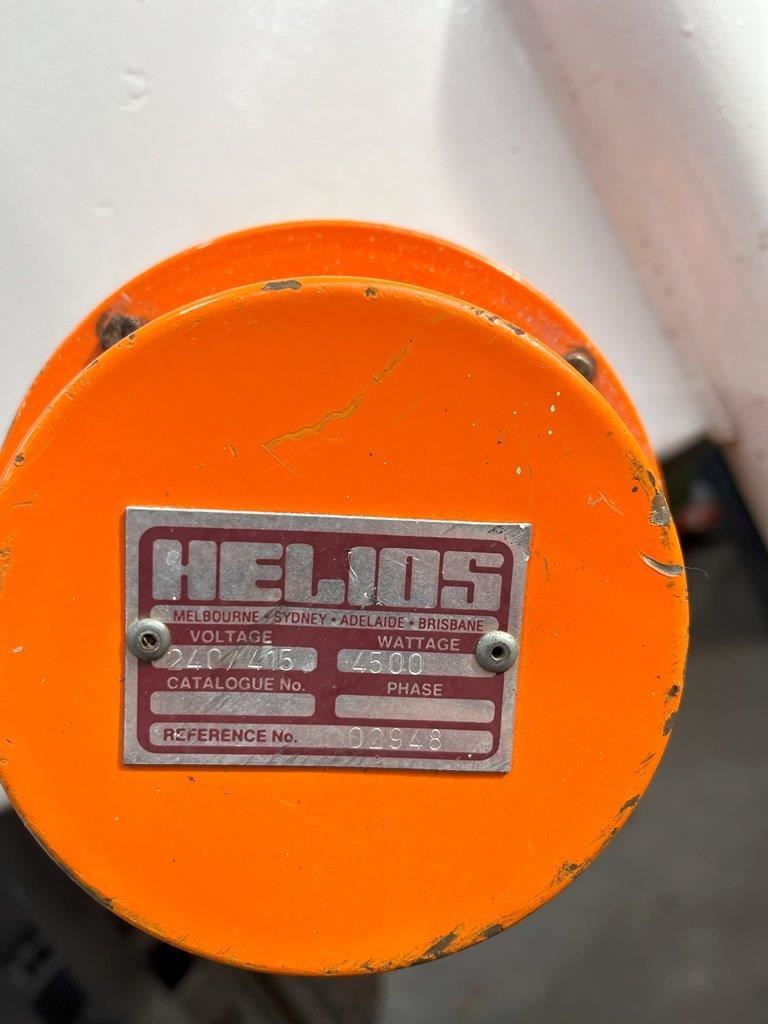 HELIOS
MELBOURNE • SYDNEY • ADELAIDE • BRISBANE
VOLTAGE WATTAGE
240/415 4500
CATALOGUE No. PHASE
REFERENCE No. 02948